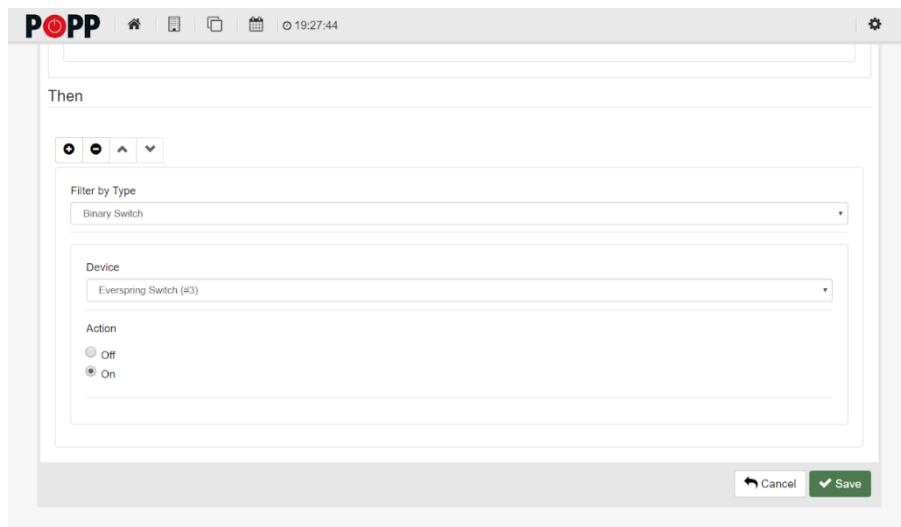 POPP
19:27:44
Then
Filter by Type
Binary Switch
Device
Everspring Switch (#3)
Action
Off
On
Cancel
Save